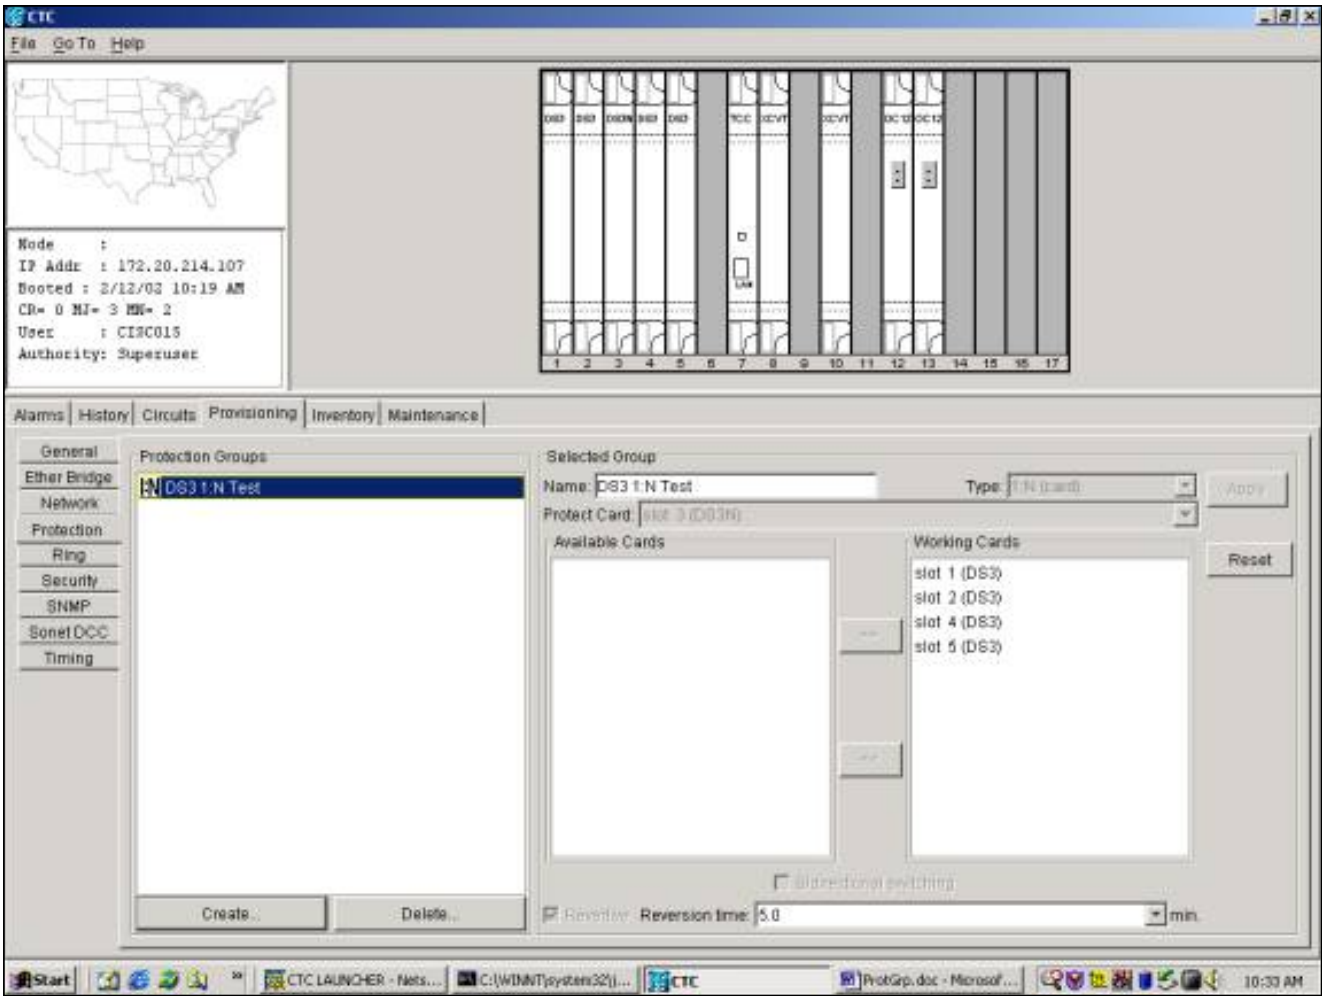 CTC
File Go To Help
DS3 DS3 DS3N DS3 DS3 TCC XCVT XCVT OC12 OC12
LAN
1 2 3 4 5 6 7 8 9 10 11 12 13 14 15 16 17
Node :
IP Addr : 172.20.214.107
Booted : 2/12/02 10:19 AM
CR= 0 MJ= 3 MN= 2
User : CISCO15
Authority: Superuser
Alarms History Circuits Provisioning Inventory Maintenance
General
Ether Bridge
Network
Protection
Ring
Security
SNMP
Sonet DCC
Timing
Protection Groups
1:N DS3 1:N Test
Create...
Delete...
Selected Group
Name: DS3 1:N Test
Type: 1:N (card)
Apply
Protect Card: slot 3 (DS3N)
Reset
Available Cards
Working Cards
slot 1 (DS3)
slot 2 (DS3)
slot 4 (DS3)
slot 5 (DS3)
Bidirectional switching
Revertive Reversion time: 5.0 min.
Start
CTC LAUNCHER - Nets...
C:\WINNT\system32\j...
CTC
ProtGrp.doc - Microsof...
10:33 AM